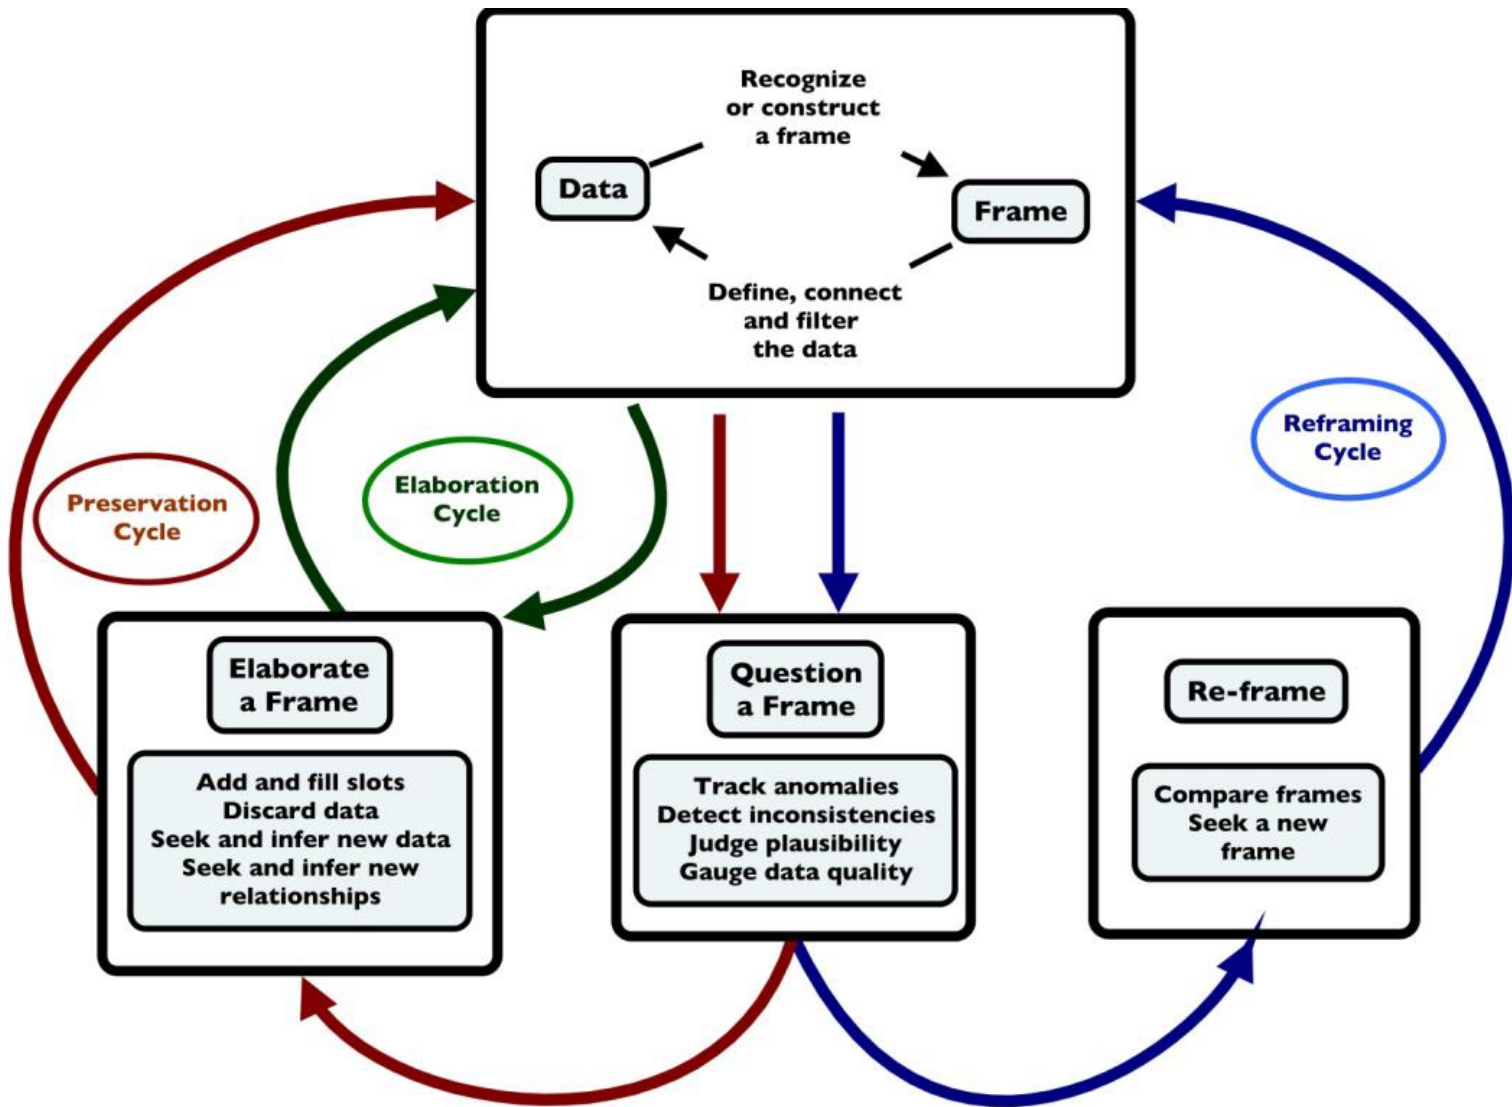 Recognize
or construct
a frame
Data
Frame
Define, connect
and filter
the data
Preservation
Cycle
Elaboration
Cycle
Reframing
Cycle
Elaborate
a Frame
Add and fill slots
Discard data
Seek and infer new data
Seek and infer new
relationships
Question
a Frame
Track anomalies
Detect inconsistencies
Judge plausibility
Gauge data quality
Re-frame
Compare frames
Seek a new
frame